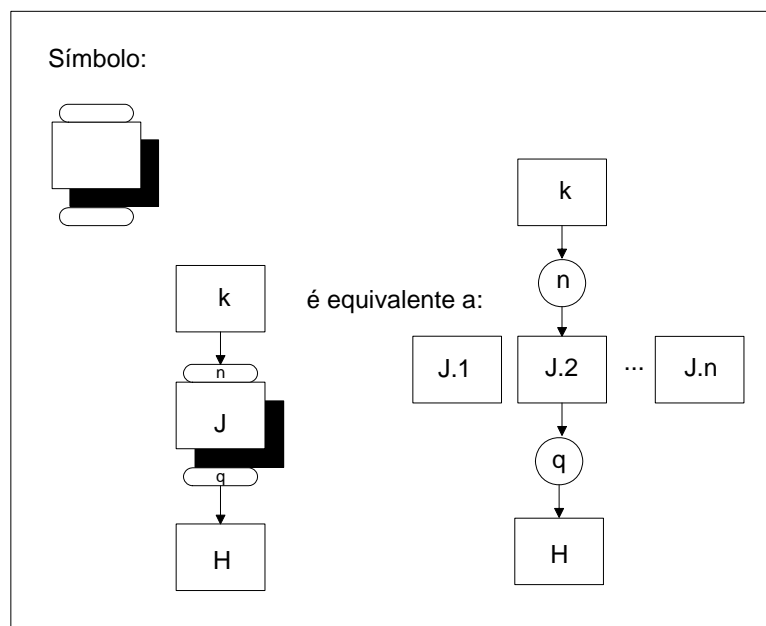 Símbolo:
k
n
J
q
H
é equivalente a:
k
n
J.1 J.2 ... J.n
q
H